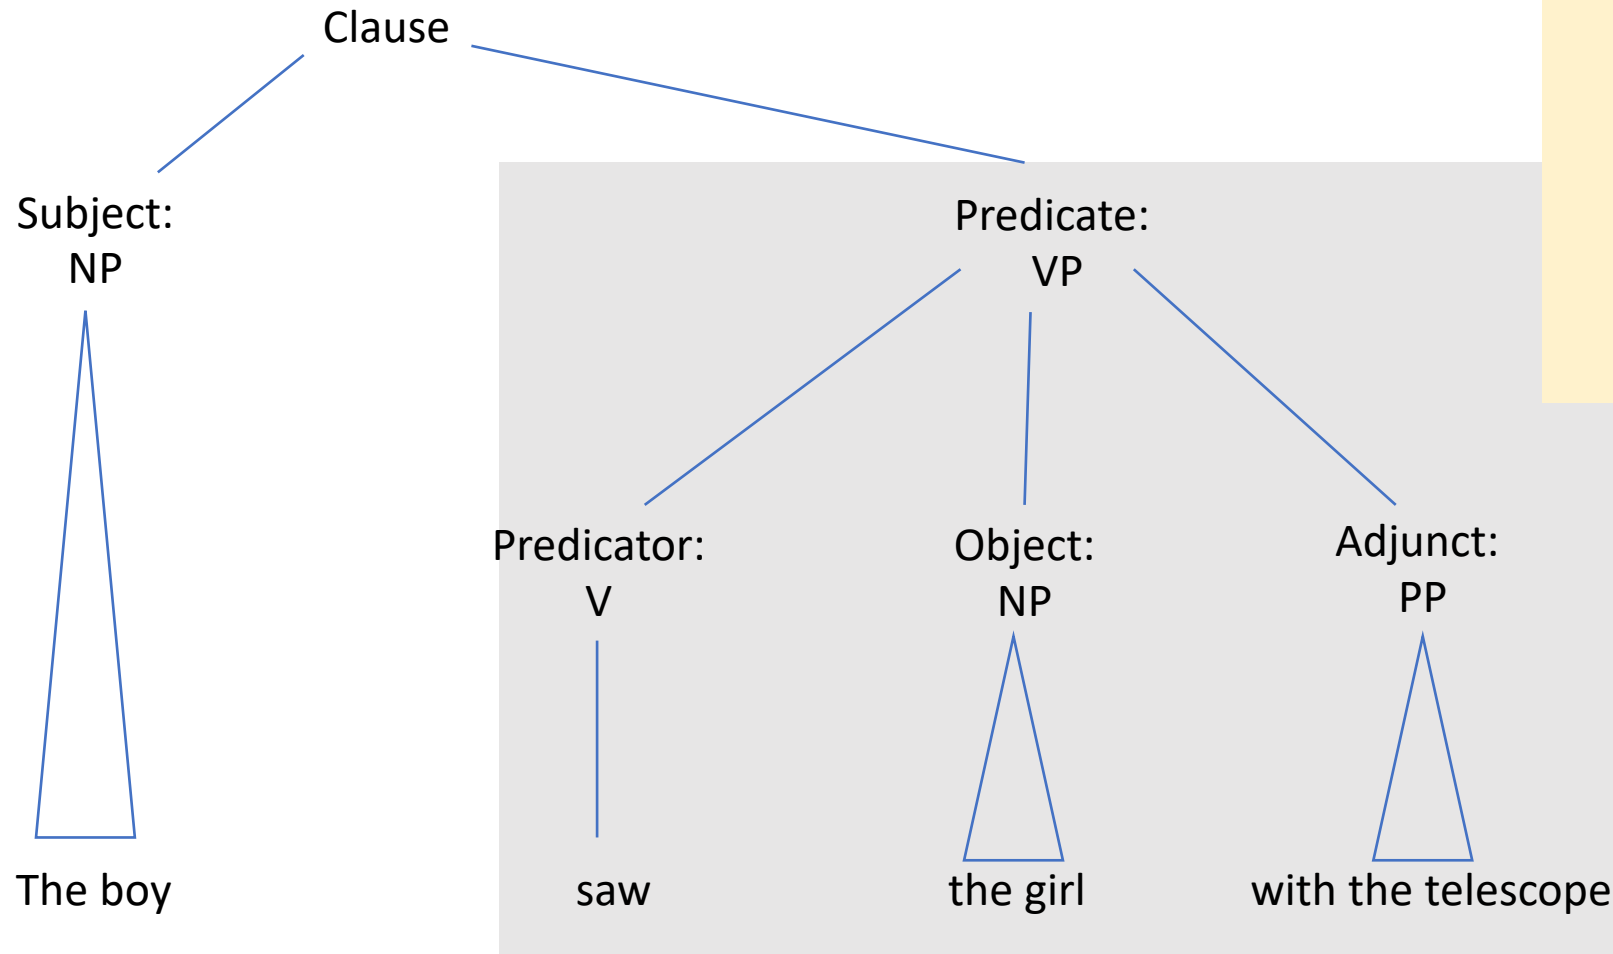 Clause
Subject:
NP
Predicate:
VP
Predicator:
V
Object:
NP
Adjunct:
PP
The boy
saw
the girl
with the telescope